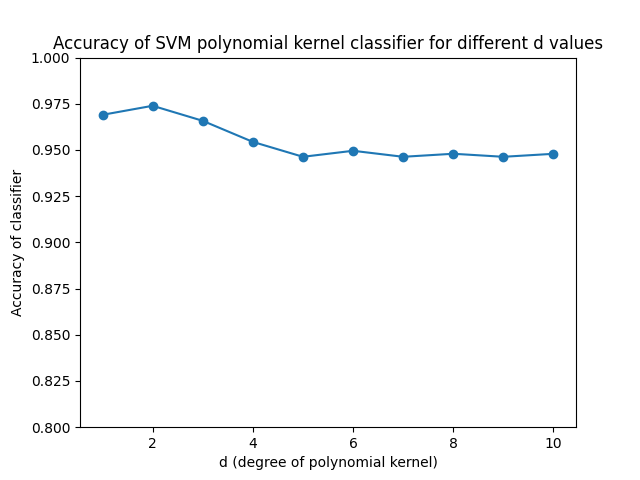 Accuracy of SVM polynomial kernel classifier for different d values
1.000
0.975
0.950
0.925
0.900
0.875
0.850
0.825
0.800
Accuracy of classifier
2 4 6 8 10
d (degree of polynomial kernel)